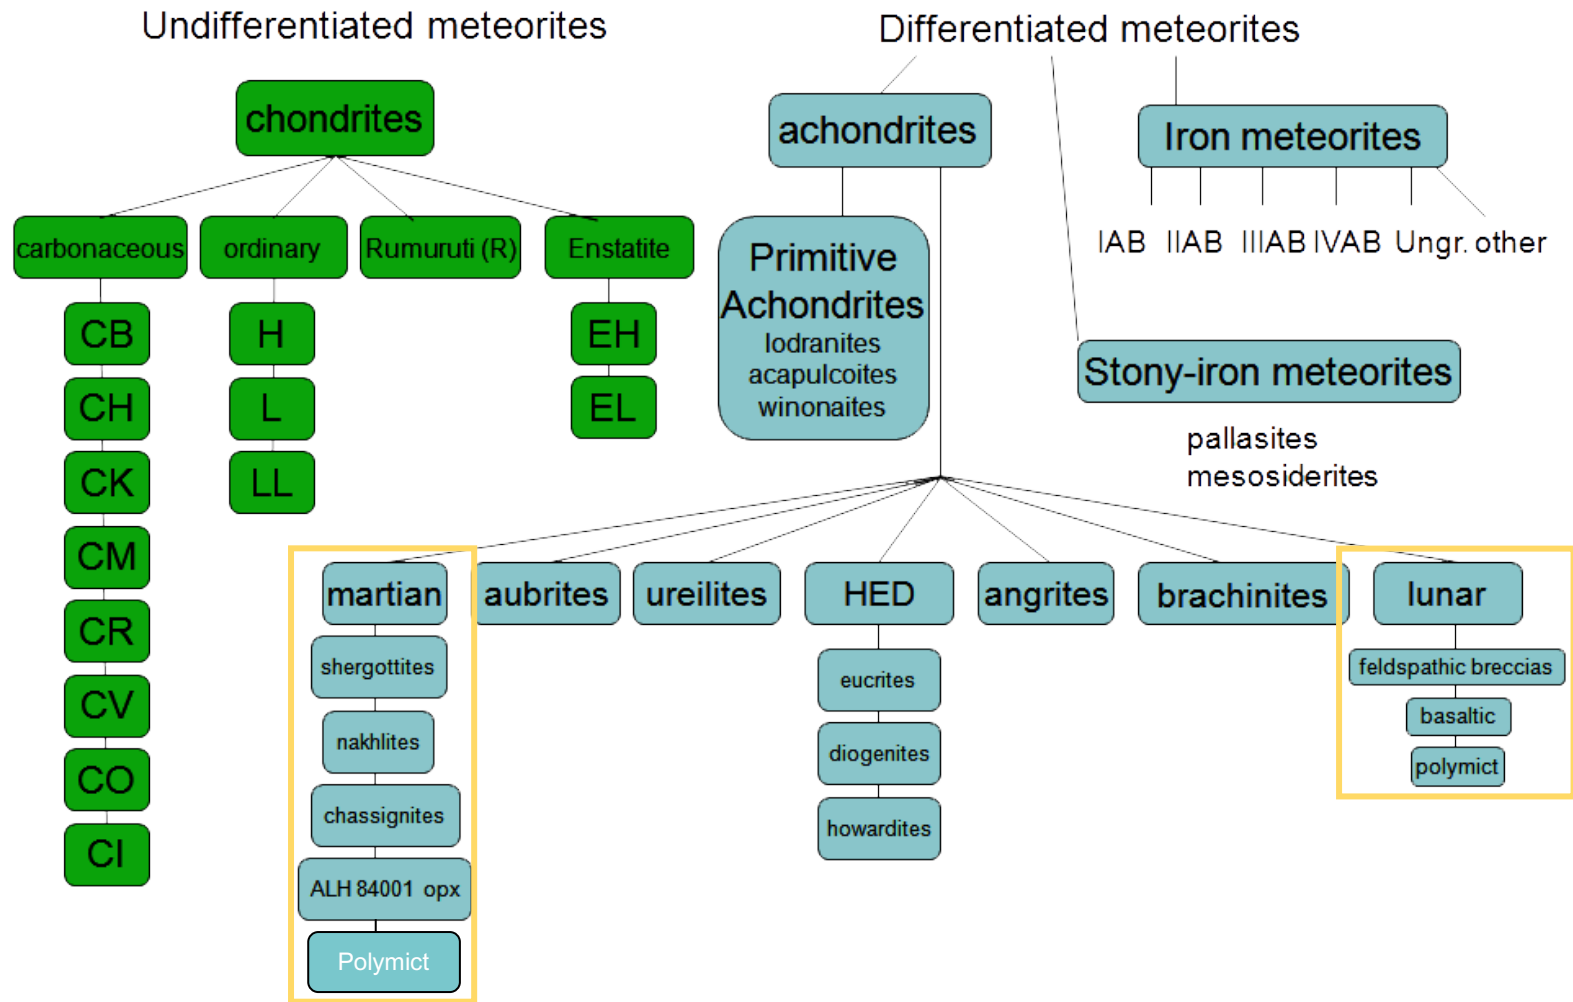 Undifferentiated meteorites
Differentiated meteorites
chondrites
carbonaceous
ordinary
Rumuruti (R)
Enstatite
CB
CH
CK
CM
CR
CV
CO
CI
H
L
LL
EH
EL
achondrites
Primitive
Achondrites
lodranites
acapulcoites
winonaites
Iron meteorites
IAB IIAB IIIAB IVAB Ungr. other
Stony-iron meteorites
pallasites
mesosiderites
martian
shergottites
nakhlites
chassignites
ALH 84001 opx
Polymict
aubrites
ureilites
HED
eucrites
diogenites
howardites
angrites
brachinites
lunar
feldspathic breccias
basaltic
polymict